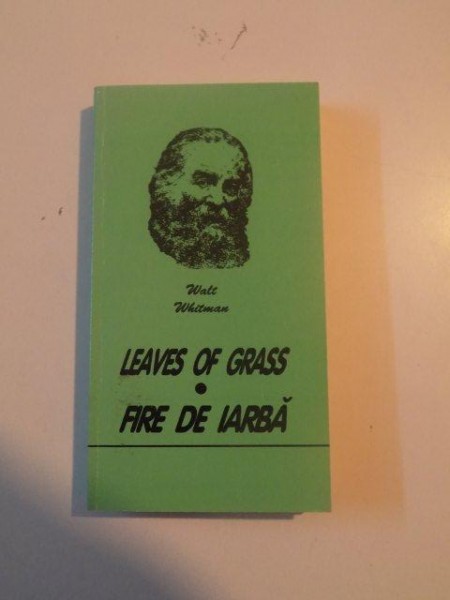 Walt
Whitman
LEAVES OF GRASS
•
FIRE DE IARBĂ